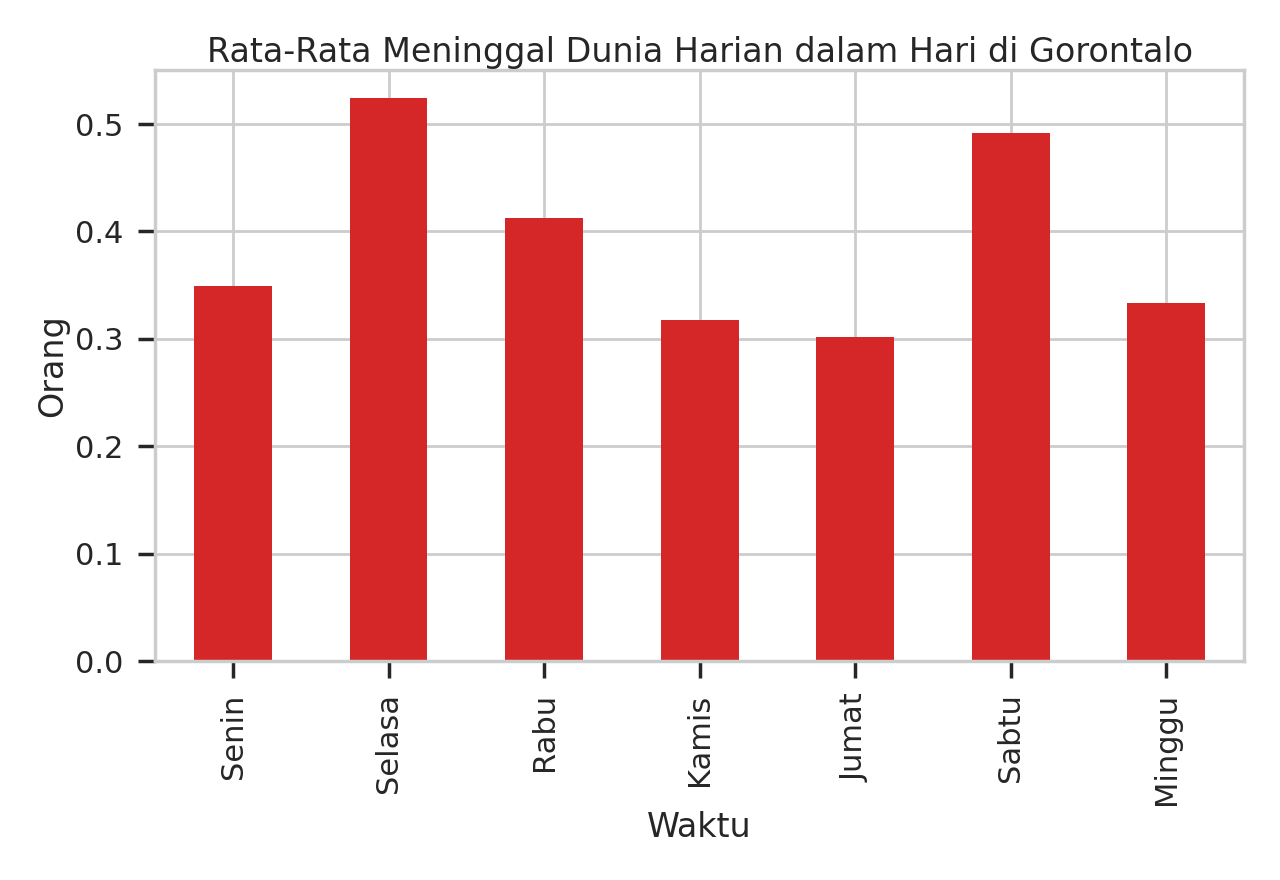 Rata-Rata Meninggal Dunia Harian dalam Hari di Gorontalo
Orang
0.5
0.4
0.3
0.2
0.1
0.0
Senin
Selasa
Rabu
Kamis
Jumat
Sabtu
Minggu
Waktu